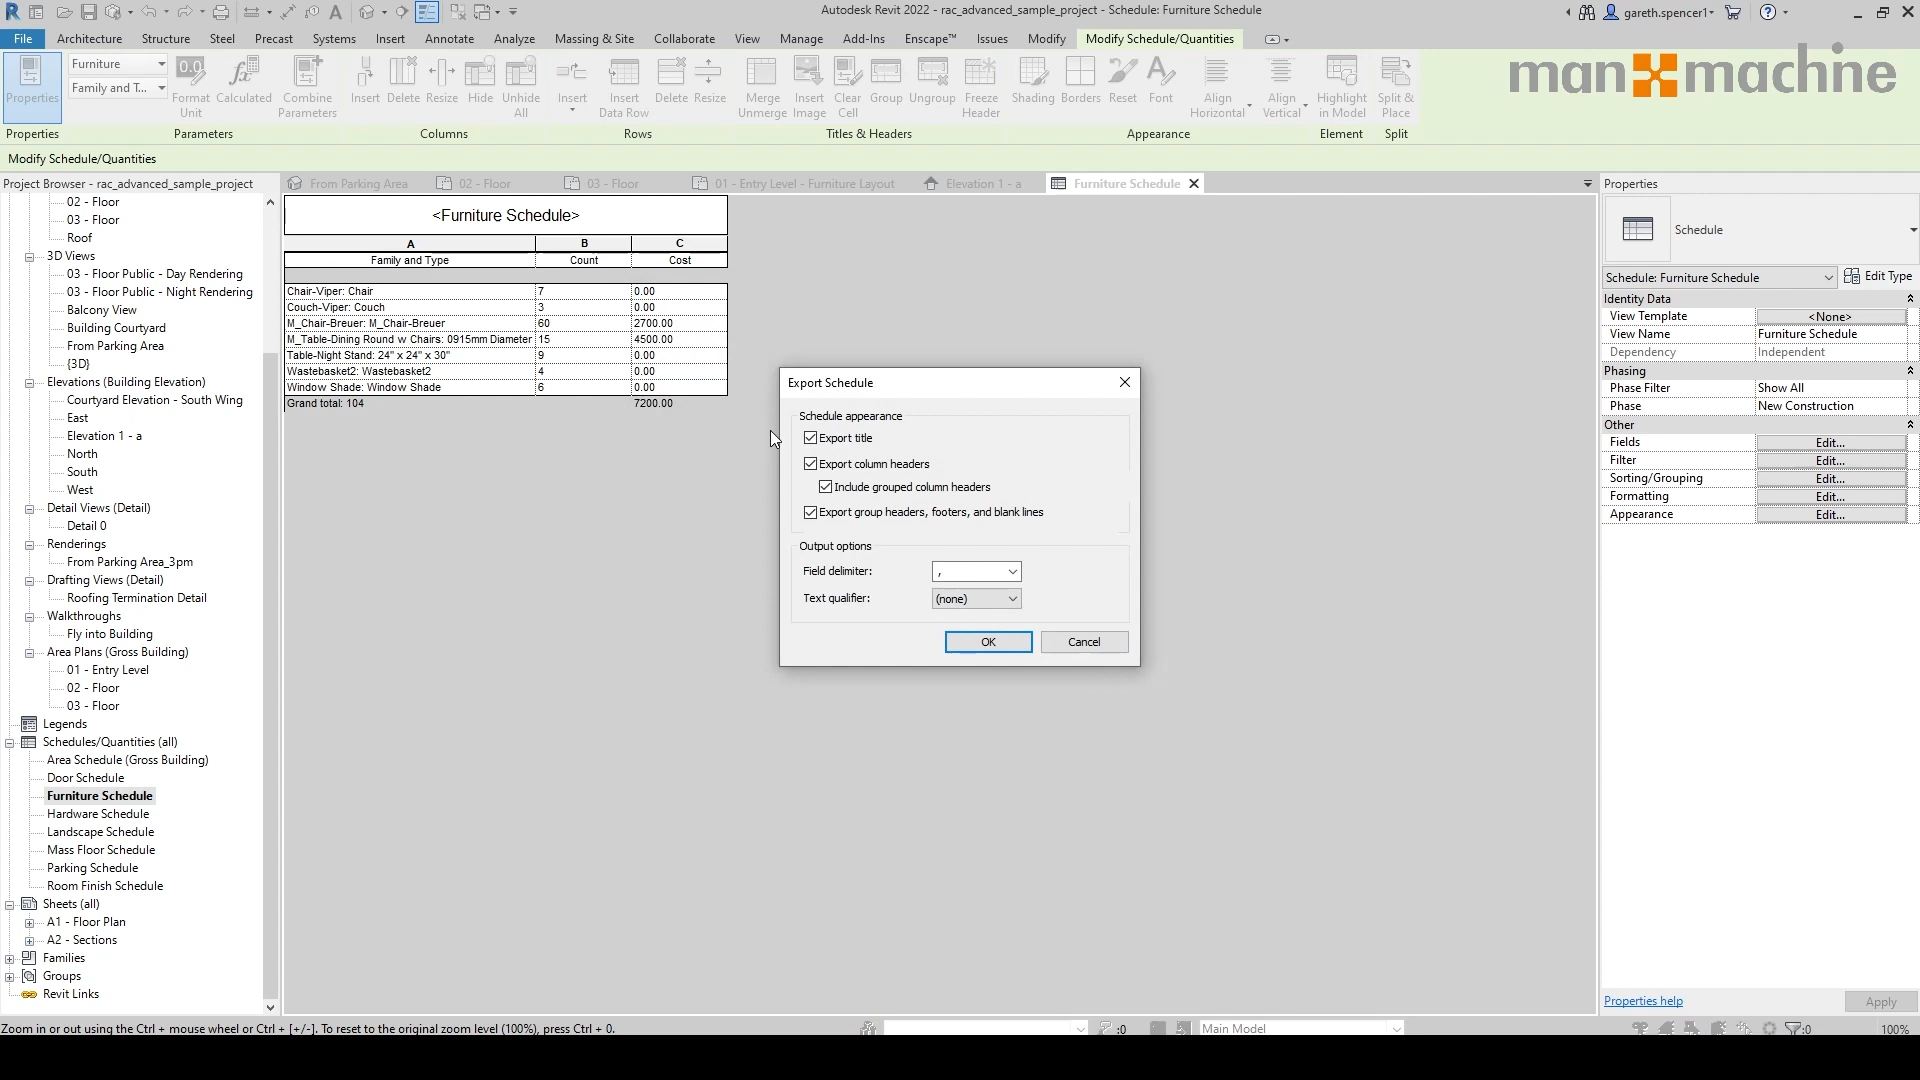 Autodesk Revit 2022 - rac_advanced_sample_project - Schedule: Furniture Schedule
gareth.spencer1
File Architecture Structure Steel Precast Systems Insert Annotate Analyze Massing & Site Collaborate View Manage Add-Ins Enscape™ Issues Modify Modify Schedule/Quantities
man machne
Properties
Furniture
Family and T...
Format Unit
Calculated
Combine Parameters
Insert
Delete
Resize
Hide
Unhide All
Insert
Insert Data Row
Delete
Resize
Merge Unmerge
Insert Image
Clear Cell
Group
Ungroup
Freeze Header
Shading
Borders
Reset
Font
Align Horizontal
Align Vertical
Highlight in Model
Split & Place
Properties Parameters Columns Rows Titles & Headers Appearance Element Split
Modify Schedule/Quantities
Project Browser - rac_advanced_sample_project
02 - Floor
03 - Floor
Roof
3D Views
03 - Floor Public - Day Rendering
03 - Floor Public - Night Rendering
Balcony View
Building Courtyard
From Parking Area
{3D}
Elevations (Building Elevation)
Courtyard Elevation - South Wing
East
Elevation 1 - a
North
South
West
Detail Views (Detail)
Detail 0
Renderings
From Parking Area_3pm
Drafting Views (Detail)
Roofing Termination Detail
Walkthroughs
Fly into Building
Area Plans (Gross Building)
01 - Entry Level
02 - Floor
03 - Floor
Legends
Schedules/Quantities (all)
Area Schedule (Gross Building)
Door Schedule
Furniture Schedule
Hardware Schedule
Landscape Schedule
Mass Floor Schedule
Parking Schedule
Room Finish Schedule
Sheets (all)
A1 - Floor Plan
A2 - Sections
Families
Groups
Revit Links
From Parking Area 02 - Floor 03 - Floor 01 - Entry Level - Furniture Layout Elevation 1 - a Furniture Schedule
<Furniture Schedule>
A B C
Family and Type Count Cost
Chair-Viper: Chair 7 0.00
Couch-Viper: Couch 3 0.00
M_Chair-Breuer: M_Chair-Breuer 60 2700.00
M_Table-Dining Round w Chairs: 0915mm Diameter 15 4500.00
Table-Night Stand: 24" x 24" x 30" 9 0.00
Wastebasket2: Wastebasket2 4 0.00
Window Shade: Window Shade 6 0.00
Grand total: 104 7200.00
Export Schedule
Schedule appearance
Export title
Export column headers
Include grouped column headers
Export group headers, footers, and blank lines
Output options
Field delimiter: ,
Text qualifier: (none)
OK Cancel
Properties
Schedule
Schedule: Furniture Schedule Edit Type
Identity Data
View Template <None>
View Name Furniture Schedule
Dependency Independent
Phasing
Phase Filter Show All
Phase New Construction
Other
Fields Edit...
Filter Edit...
Sorting/Grouping Edit...
Formatting Edit...
Appearance Edit...
Properties help Apply
Zoom in or out using the Ctrl + mouse wheel or Ctrl + [+/-]. To reset to the original zoom level (100%), press Ctrl + 0.
:0 Main Model :0 100%